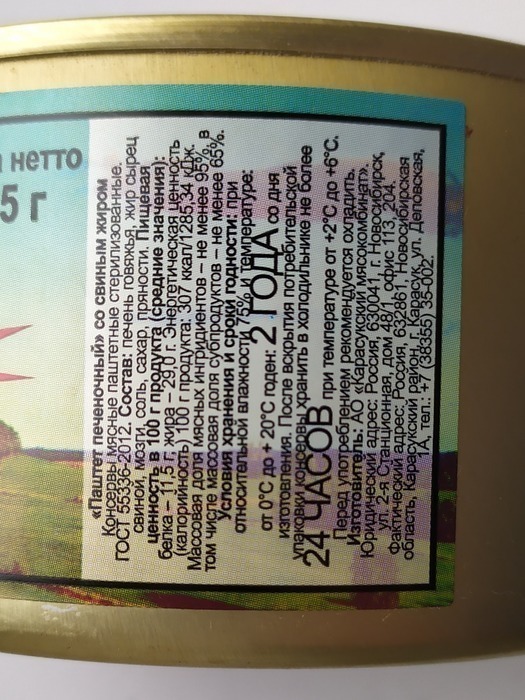 нетто
5 г
«Паштет печеночный» со свиным жиром
Консервы мясные паштетные стерилизованные.
ГОСТ 55336-2012. Состав: печень говяжья, жир сырец
свиной, мозги, соль, сахар, пряности. Пищевая
ценность в 100 г продукта (средние значения):
белка – 11,5 г, жира – 29,0 г. Энергетическая ценность
(калорийность) 100 г продукта: 307 ккал/1285,34 кДж.
Массовая доля мясных ингридиентов – не менее 95%, в
том числе массовая доля субпродуктов – не менее 65%.
Условия хранения и сроки годности: при
относительной влажности 75% и температуре:
от 0°С до + 20°С годен: 2 ГОДА со дня
изготовления. После вскрытия потребительской
упаковки консервы хранить в холодильнике не более
24 ЧАСОВ при температуре от +2°С до +6°С.
Перед употреблением рекомендуется охладить.
Изготовитель: АО «Карасукский мясокомбинат».
Юридический адрес: Россия, 630041, г. Новосибирск,
ул. 2-я Станционная, дом 48/1, офис 113, 204.
Фактический адрес: Россия, 632861, Новосибирская
область, Карасукский район, г. Карасук, ул. Деповская,
1А, тел.: +7 (38355) 35-002.